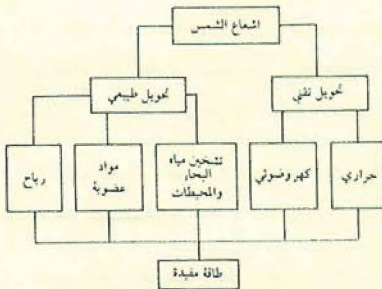 اشعاع الشمس
تحويل تقني
تحويل طبيعي
حراري
كهروضوئي
تسخين مياه
البحار
والمحيطات
مواد
عضوية
رياح
طاقة مفيدة